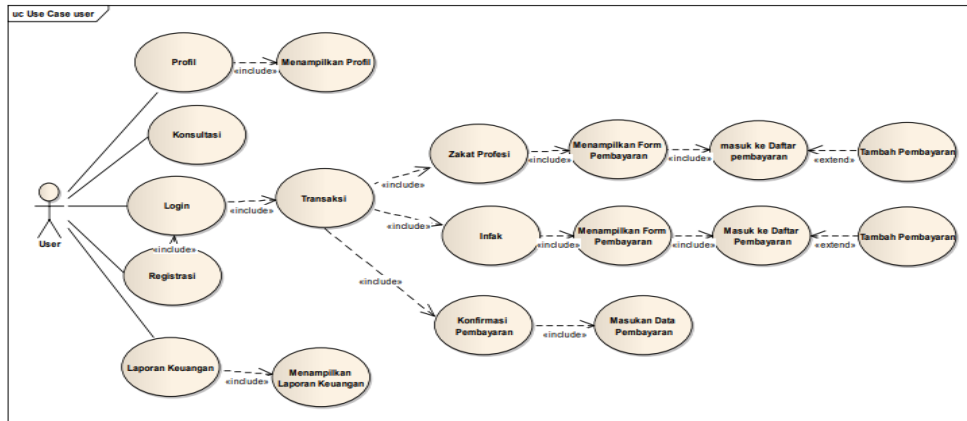 uc Use Case user
Profil
«include»
Menampilkan Profil
Konsultasi
Zakat Profesi
«include»
Menampilkan Form
Pembayaran
«include»
masuk ke Daftar
pembayaran
«extend»
Tambah Pembayaran
User
Login
«include»
Transaksi
«include»
«include»
Infak
«include»
Menampilkan Form
Pembayaran
«include»
Masuk ke Daftar
Pembayaran
«extend»
Tambah Pembayaran
«include»
Registrasi
«include»
Konfirmasi
Pembayaran
«include»
Masukan Data
Pembayaran
Laporan Keuangan
«include»
Menampilkan
Laporan Keuangan